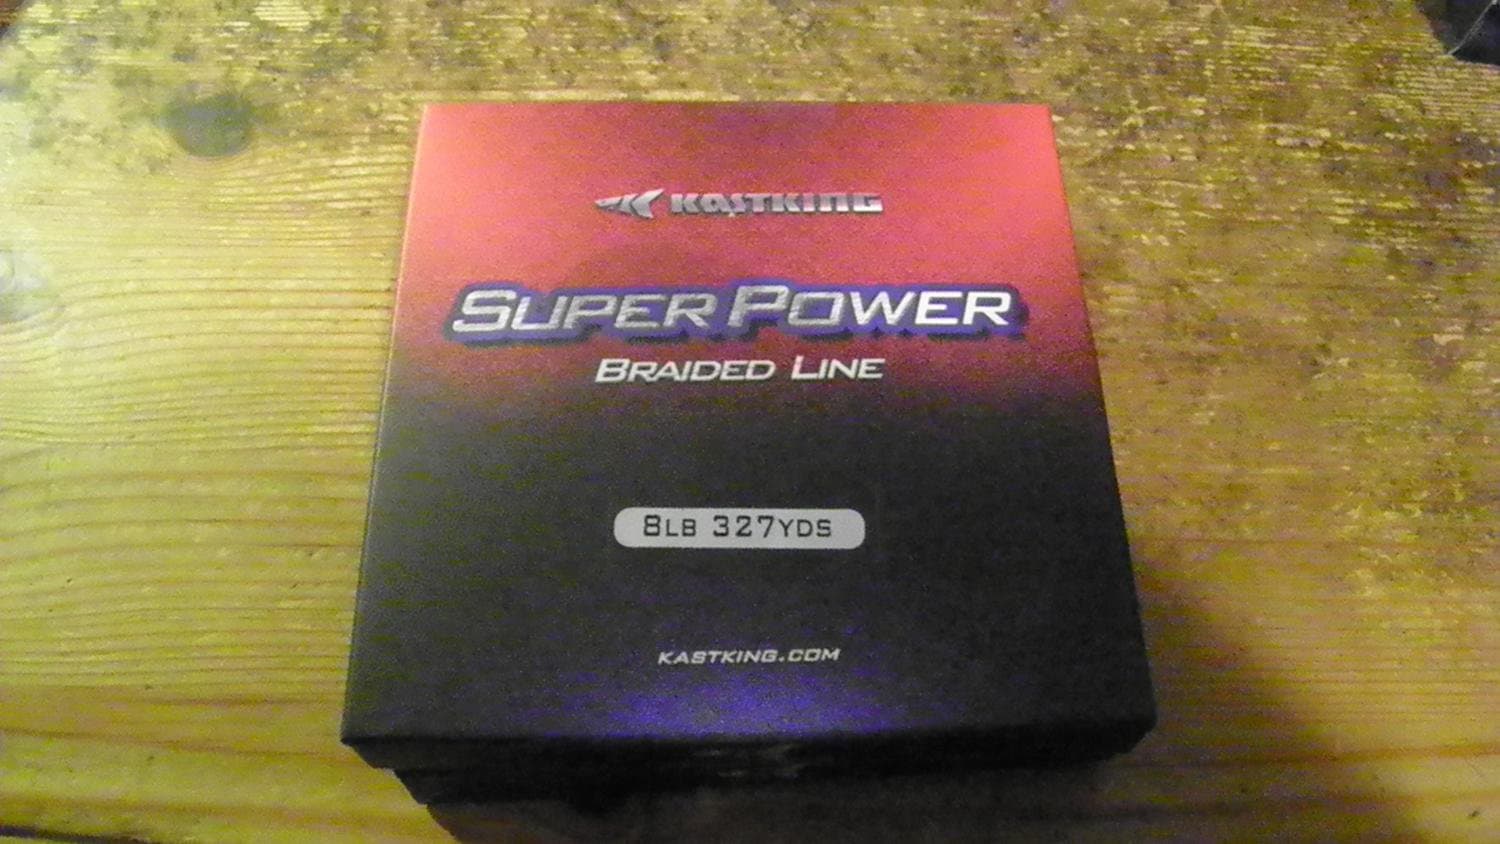 KASTKING
SUPER POWER
BRAIDED LINE
8LB 327YDS
KASTKING.COM